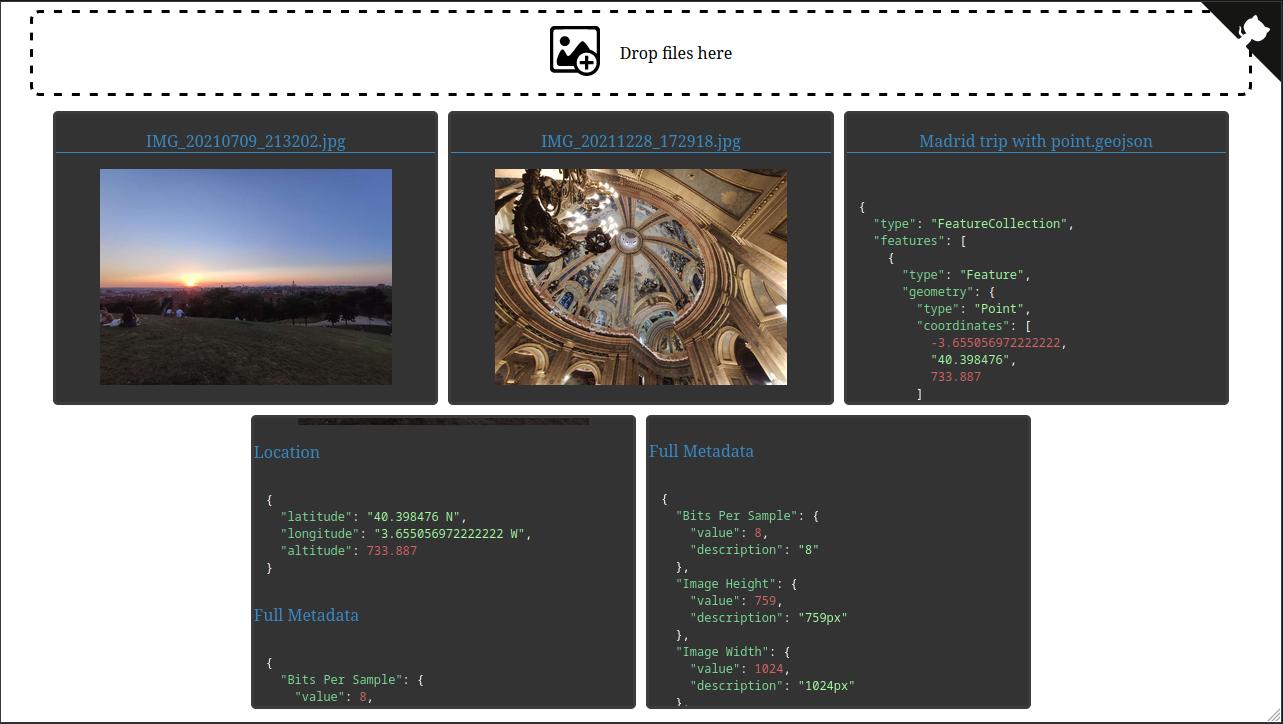 Drop files here
IMG_20210709_213202.jpg
IMG_20211228_172918.jpg
Madrid trip with point.geojson
{
"type": "FeatureCollection",
"features": [
{
"type": "Feature",
"geometry": {
"type": "Point",
"coordinates": [
-3.655056972222222,
"40.398476",
733.887
]
Location
{
"latitude": "40.398476 N",
"longitude": "3.655056972222222 W",
"altitude": 733.887
}
Full Metadata
{
"Bits Per Sample": {
"value": 8,
Full Metadata
{
"Bits Per Sample": {
"value": 8,
"description": "8"
},
"Image Height": {
"value": 759,
"description": "759px"
},
"Image Width": {
"value": 1024,
"description": "1024px"
},